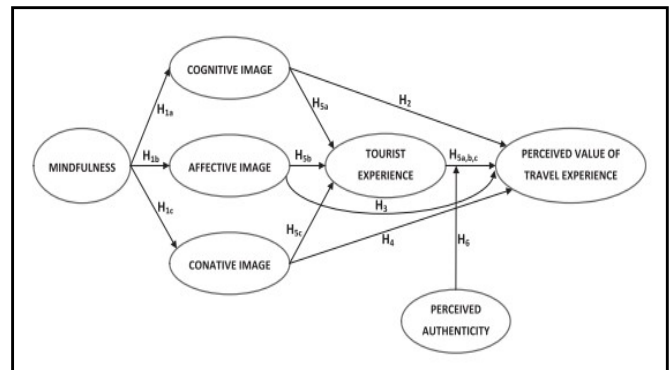 COGNITIVE IMAGE
H1a
H5a
H2
MINDFULNESS
H1b
AFFECTIVE IMAGE
H5b
TOURIST
EXPERIENCE
H5a,b,c
PERCEIVED VALUE OF
TRAVEL EXPERIENCE
H3
H1c
H5c
H4
H6
CONATIVE IMAGE
PERCEIVED
AUTHENTICITY